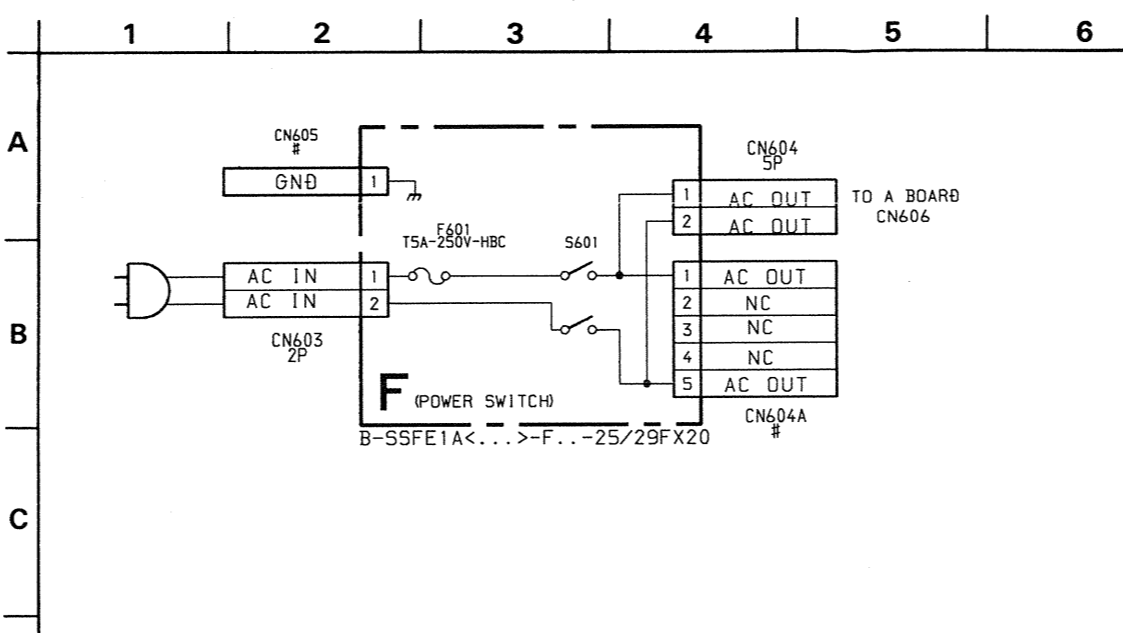 1 2 3 4 5 6
A
CN605
#
GND 1
CN604
5P
1 AC OUT
2 AC OUT
TO A BOARD
CN606
F601
T5A-250V-HBC
S601
B
AC IN 1
AC IN 2
CN603
2P
1 AC OUT
2 NC
3 NC
4 NC
5 AC OUT
CN604A
#
F (POWER SWITCH)
B-SSFE1A<...>-F..-25/29FX20
C